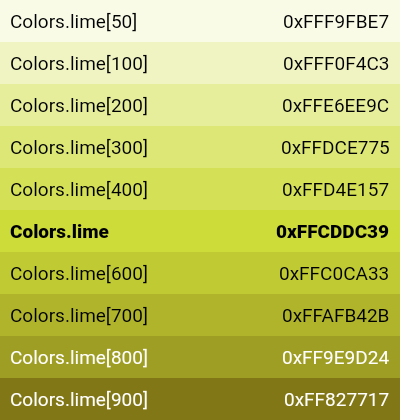 Colors.lime[50] 0xFFF9FBE7
Colors.lime[100] 0xFFF0F4C3
Colors.lime[200] 0xFFE6EE9C
Colors.lime[300] 0xFFDCE775
Colors.lime[400] 0xFFD4E157
Colors.lime 0xFFCDDC39
Colors.lime[600] 0xFFC0CA33
Colors.lime[700] 0xFFAFB42B
Colors.lime[800] 0xFF9E9D24
Colors.lime[900] 0xFF827717